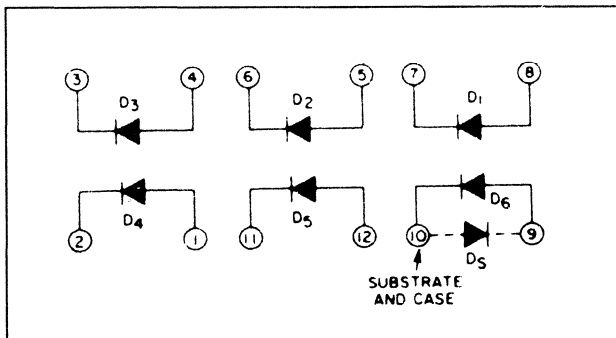 3 4 6 5 7 8
D3 D2 D1
D4 D5 D6
2 1 11 12 10 DS 9
SUBSTRATE
AND CASE